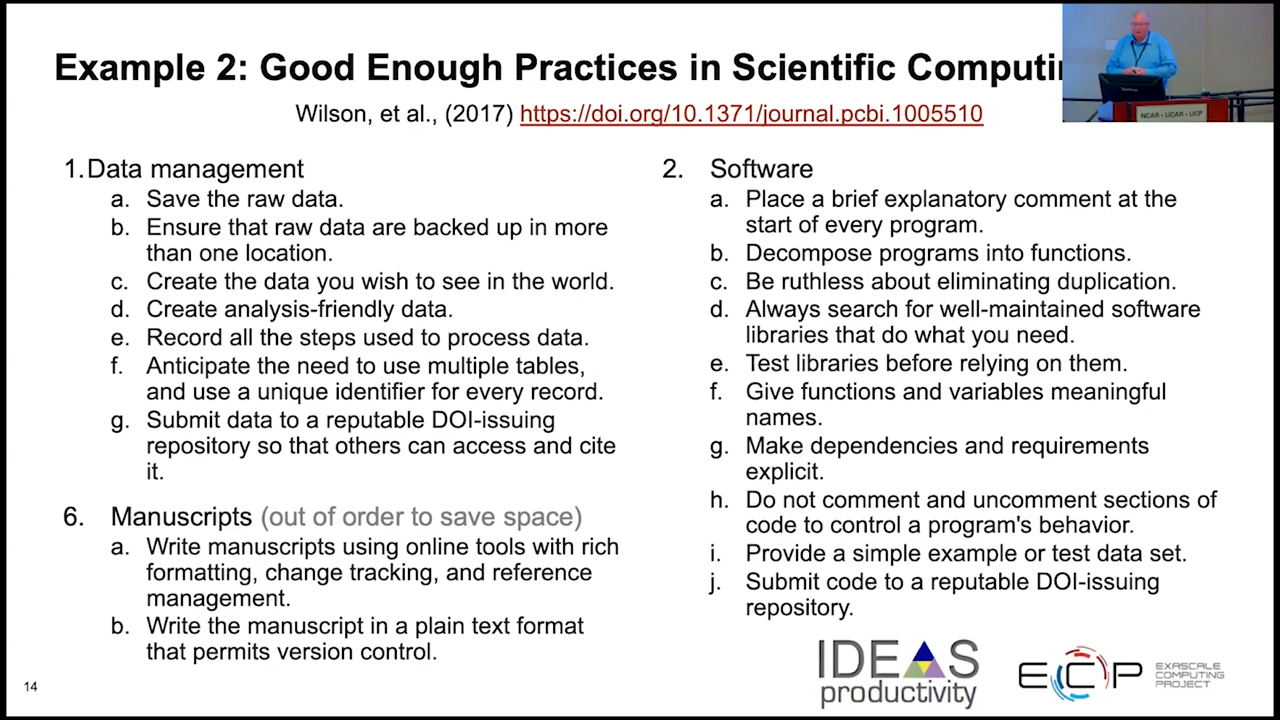 Example 2: Good Enough Practices in Scientific Computi
Wilson, et al., (2017) https://doi.org/10.1371/journal.pcbi.1005510
1. Data management
a. Save the raw data.
b. Ensure that raw data are backed up in more
than one location.
c. Create the data you wish to see in the world.
d. Create analysis-friendly data.
e. Record all the steps used to process data.
f. Anticipate the need to use multiple tables,
and use a unique identifier for every record.
g. Submit data to a reputable DOI-issuing
repository so that others can access and cite
it.
6. Manuscripts (out of order to save space)
a. Write manuscripts using online tools with rich
formatting, change tracking, and reference
management.
b. Write the manuscript in a plain text format
that permits version control.
2. Software
a. Place a brief explanatory comment at the
start of every program.
b. Decompose programs into functions.
c. Be ruthless about eliminating duplication.
d. Always search for well-maintained software
libraries that do what you need.
e. Test libraries before relying on them.
f. Give functions and variables meaningful
names.
g. Make dependencies and requirements
explicit.
h. Do not comment and uncomment sections of
code to control a program's behavior.
i. Provide a simple example or test data set.
j. Submit code to a reputable DOI-issuing
repository.
NCAR • UCAR • UCP
14
IDEAS
productivity
ECP
EXASCALE
COMPUTING
PROJECT